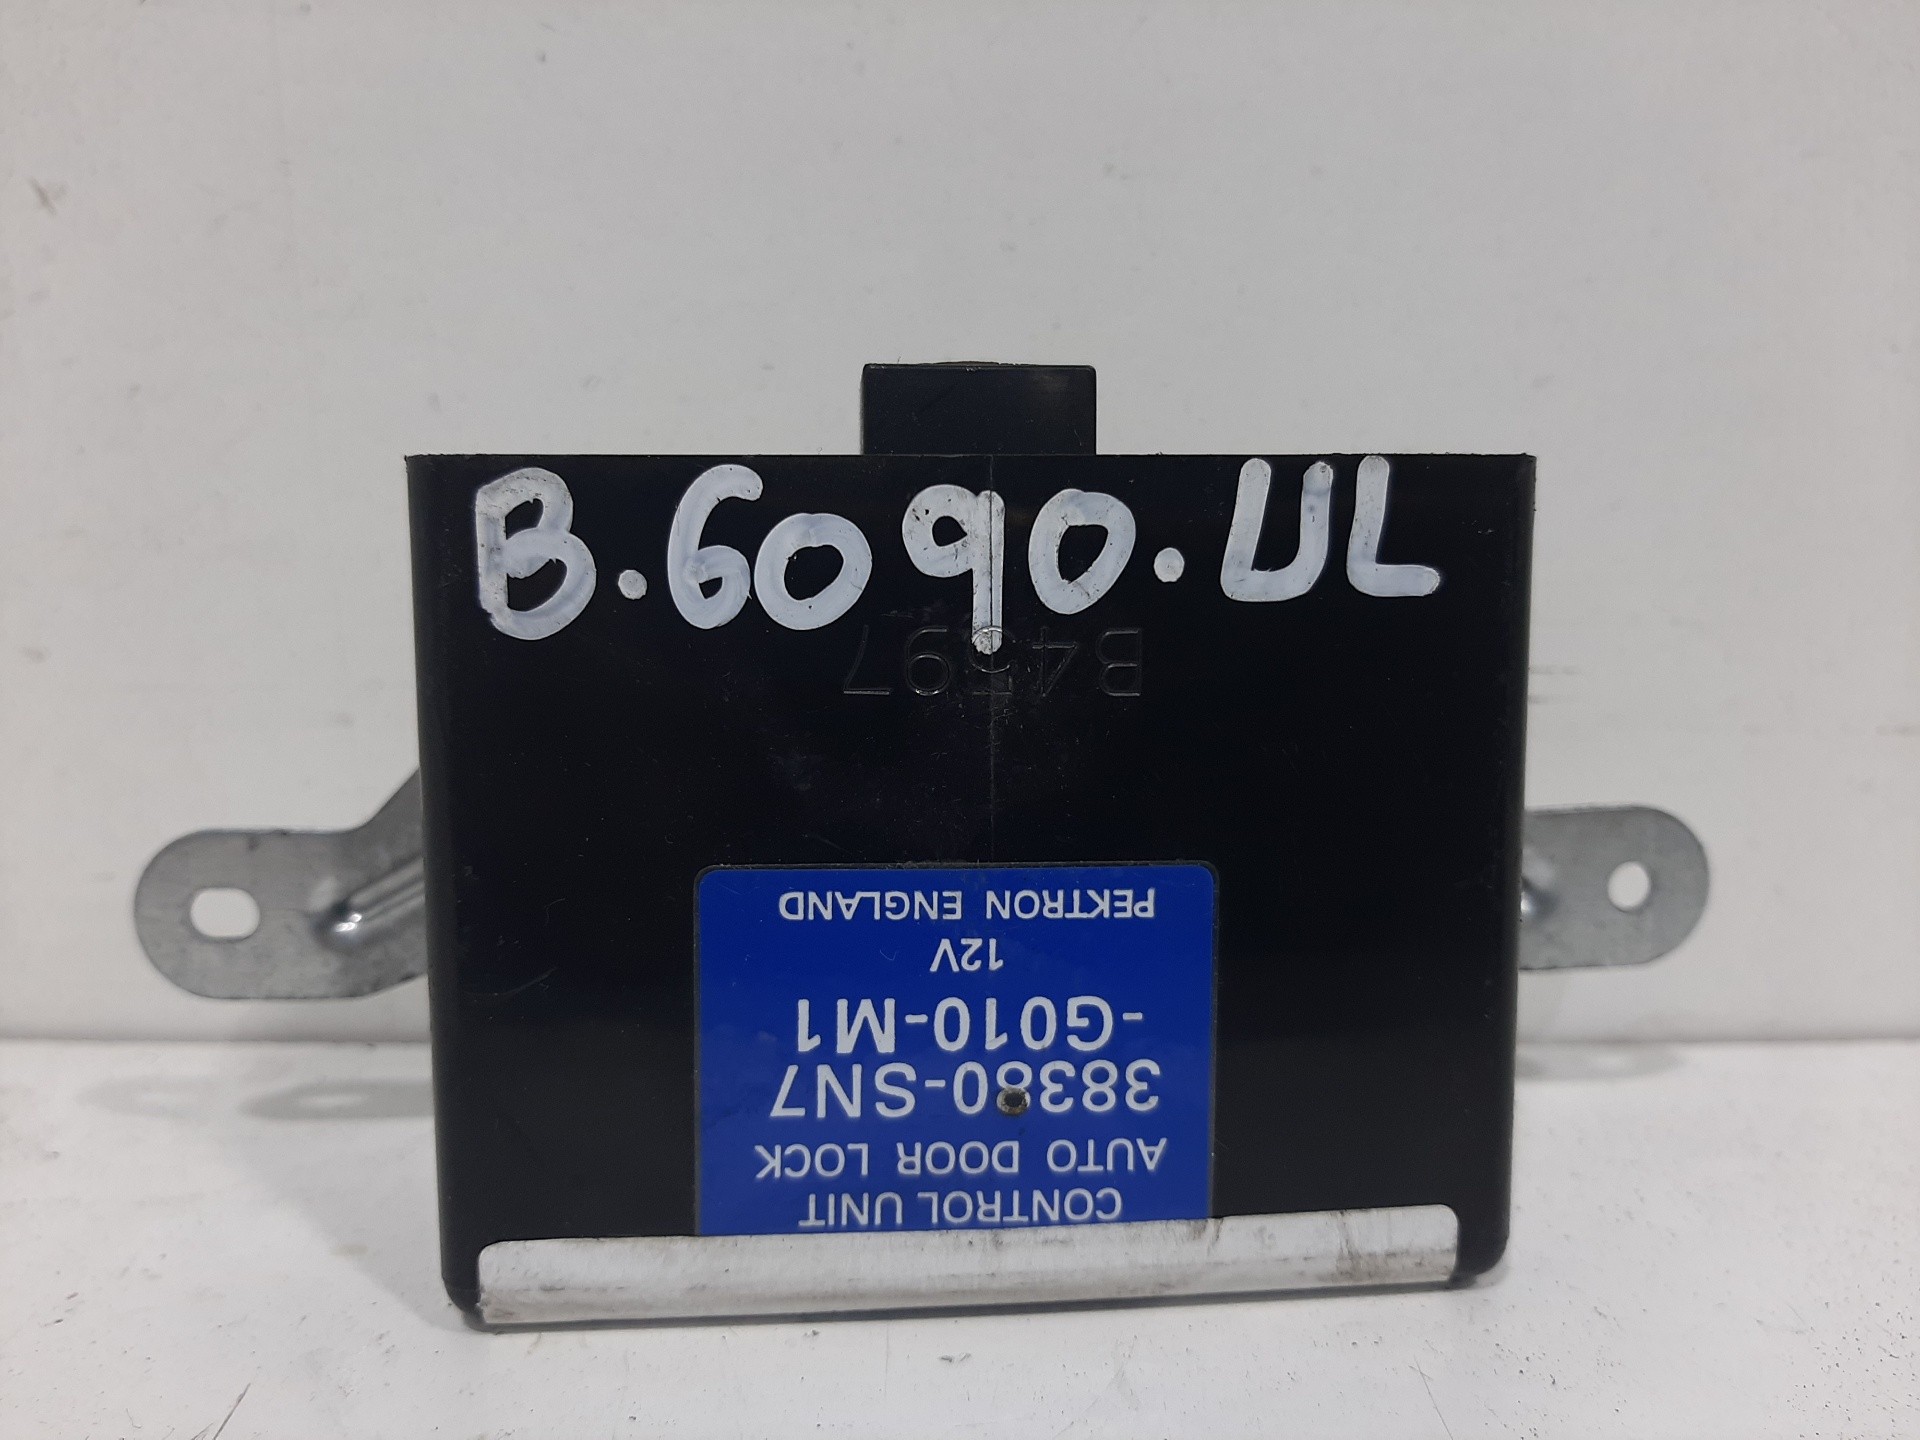 B.6090.UL
B4597
CONTROL UNIT
AUTO DOOR LOCK
38380-SN7
-G010-M1
12V
PEKTRON ENGLAND